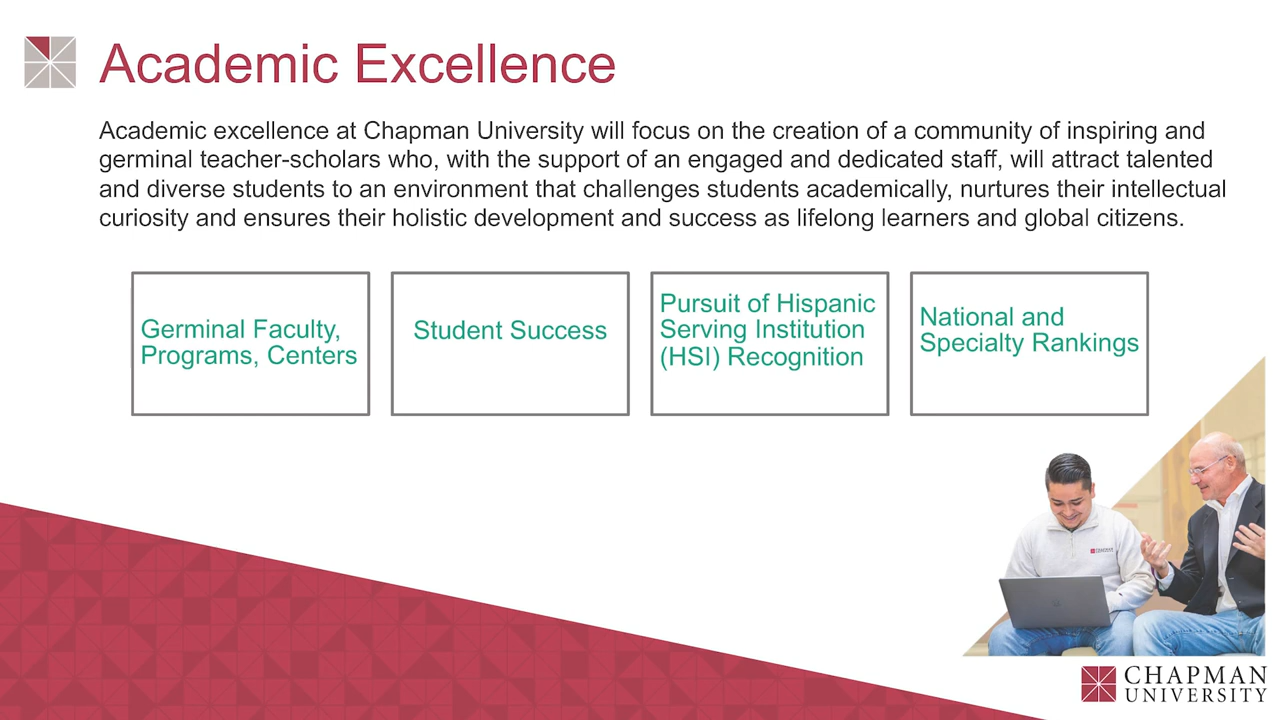 Academic Excellence
Academic excellence at Chapman University will focus on the creation of a community of inspiring and
germinal teacher-scholars who, with the support of an engaged and dedicated staff, will attract talented
and diverse students to an environment that challenges students academically, nurtures their intellectual
curiosity and ensures their holistic development and success as lifelong learners and global citizens.
Germinal Faculty,
Programs, Centers
Student Success
Pursuit of Hispanic
Serving Institution
(HSI) Recognition
National and
Specialty Rankings
CHAPMAN
CHAPMAN
UNIVERSITY